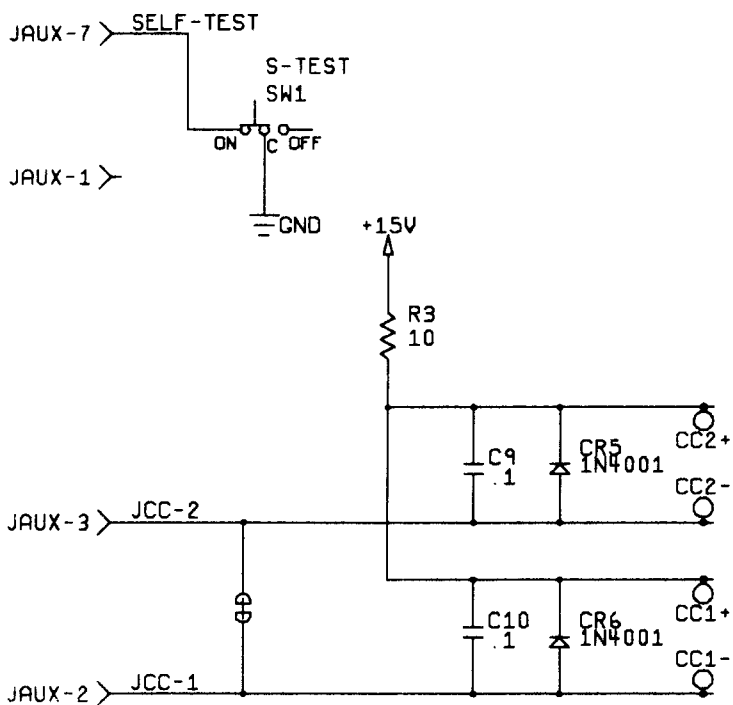 JAUX-7
SELF-TEST
S-TEST
SW1
ON
C
OFF
JAUX-1
GND
+15V
R3
10
C9
.1
CR5
1N4001
CC2+
CC2-
JAUX-3
JCC-2
C10
.1
CR6
1N4001
CC1+
CC1-
JAUX-2
JCC-1